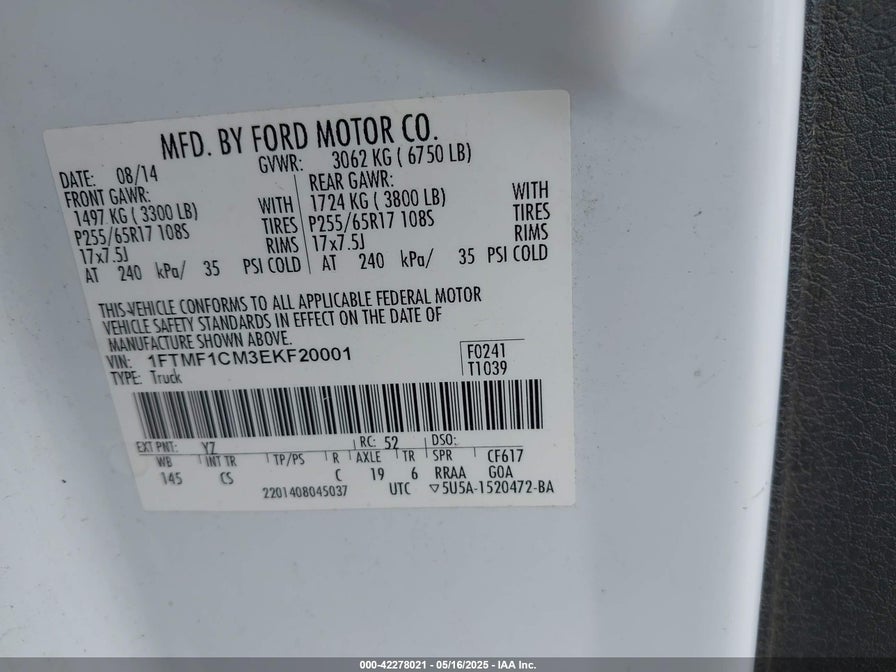 MFD. BY FORD MOTOR CO.
DATE: 08/14 GVWR: 3062 KG ( 6750 LB)
FRONT GAWR: REAR GAWR:
1497 KG ( 3300 LB) WITH 1724 KG ( 3800 LB) WITH
P255/65R17 108S TIRES P255/65R17 108S TIRES
17x7.5J RIMS 17x7.5J RIMS
AT 240 kPa/ 35 PSI COLD AT 240 kPa/ 35 PSI COLD
THIS VEHICLE CONFORMS TO ALL APPLICABLE FEDERAL MOTOR
VEHICLE SAFETY STANDARDS IN EFFECT ON THE DATE OF
MANUFACTURE SHOWN ABOVE.
VIN: 1FTMF1CM3EKF20001 F0241
TYPE: Truck T1039
EXT PNT: YZ RC: 52 DSO:
WB INT TR TP/PS R AXLE TR SPR CF617
145 CS C 19 6 RRAA GOA
2201408045037 UTC ▽5U5A-1520472-BA
000-42278021 - 05/16/2025 - IAA Inc.